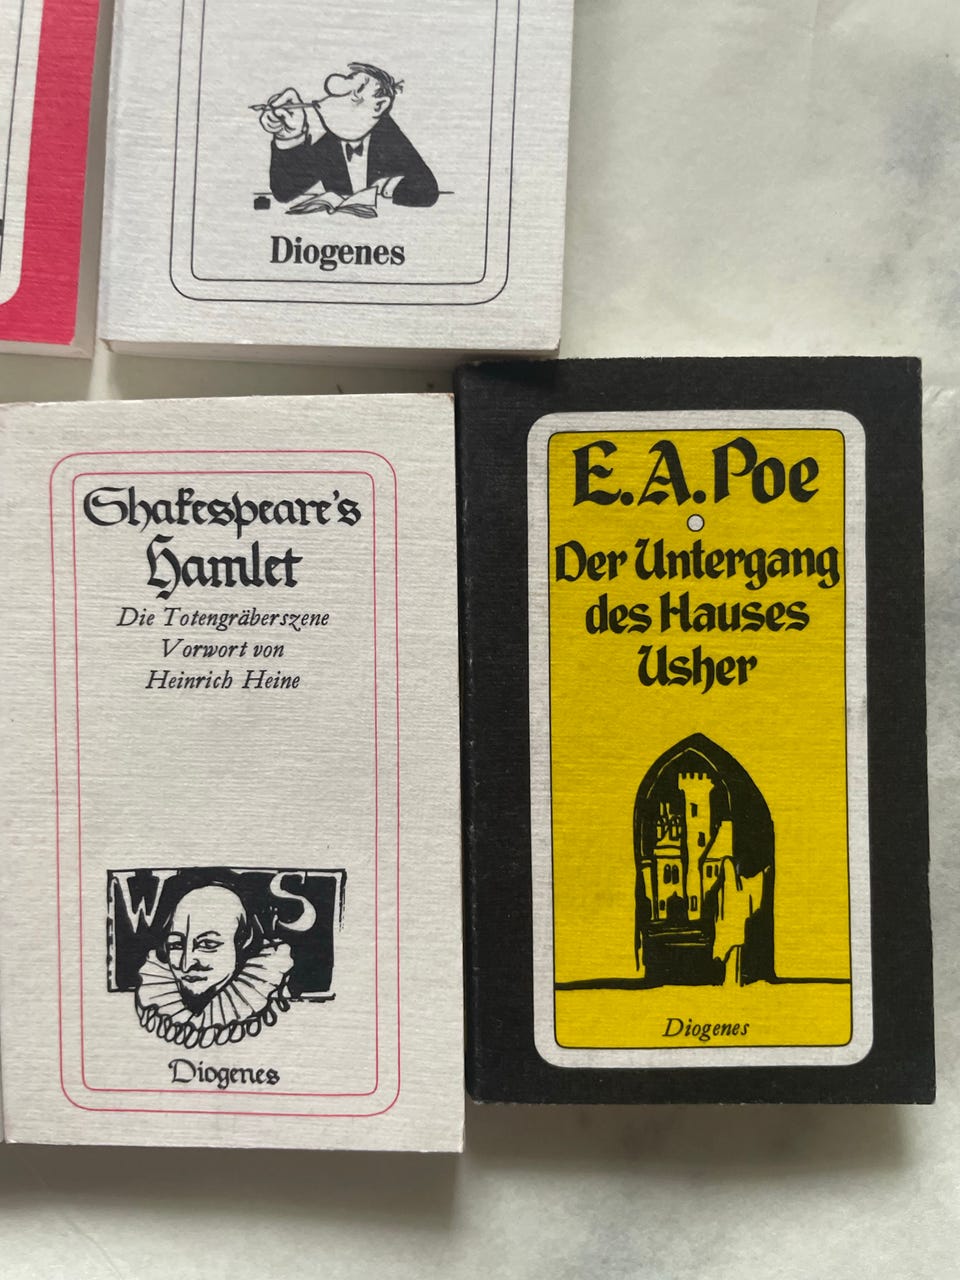 Diogenes
Shakespeare's
Hamlet
Die Totengräberszene
Vorwort von
Heinrich Heine
W S
Diogenes
E.A. Poe
Der Untergang
des Hauses
Usher
Diogenes